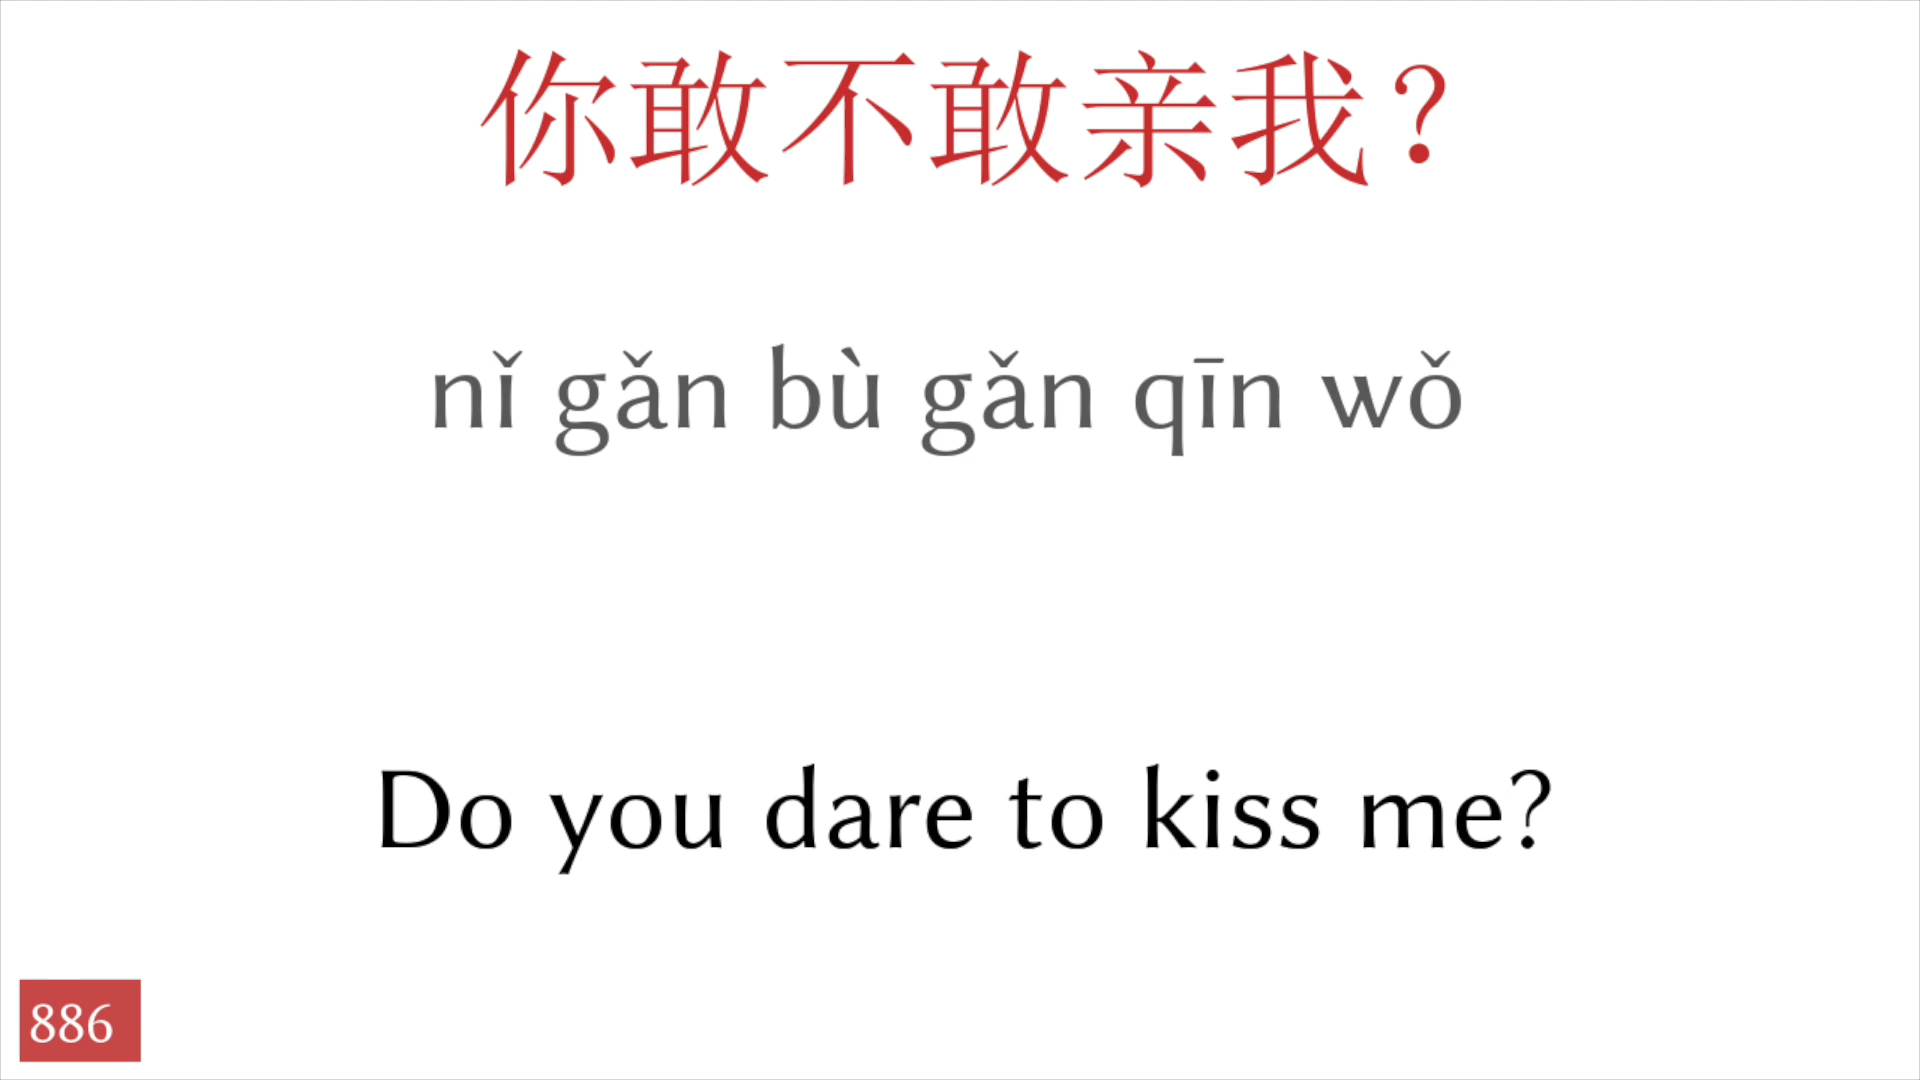 你敢不敢亲我？
nǐ gǎn bù gǎn qīn wǒ
Do you dare to kiss me?
886